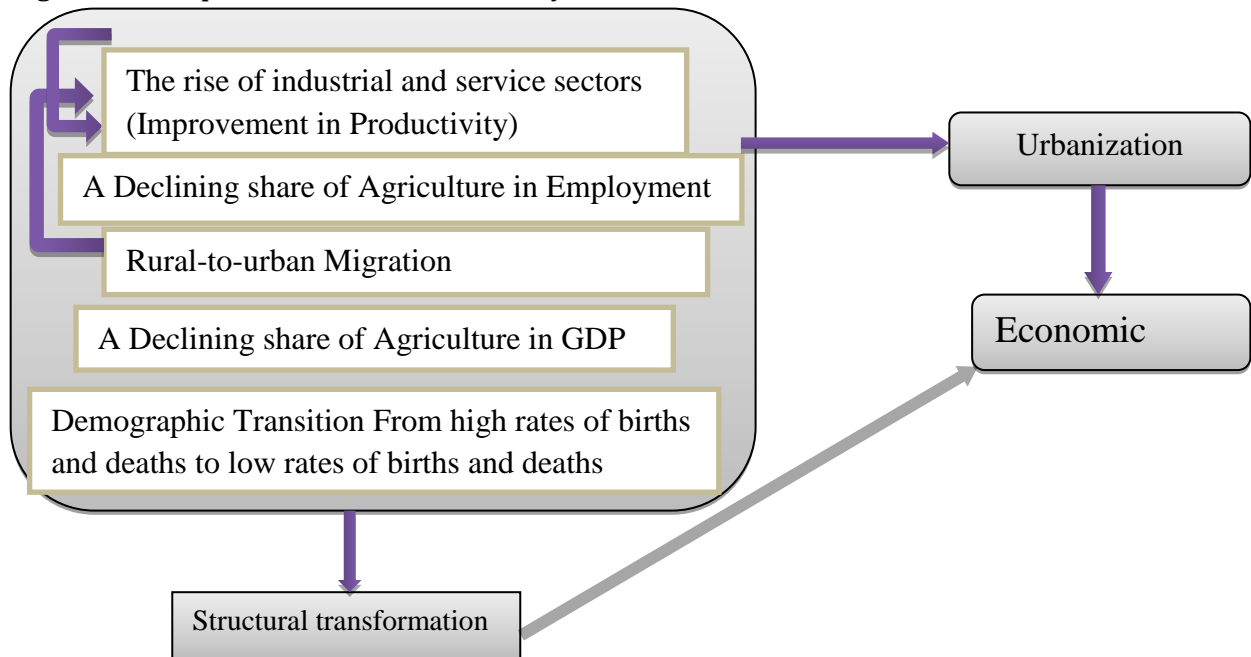 The rise of industrial and service sectors
(Improvement in Productivity)
A Declining share of Agriculture in Employment
Rural-to-urban Migration
A Declining share of Agriculture in GDP
Demographic Transition From high rates of births
and deaths to low rates of births and deaths
Urbanization
Economic
Structural transformation